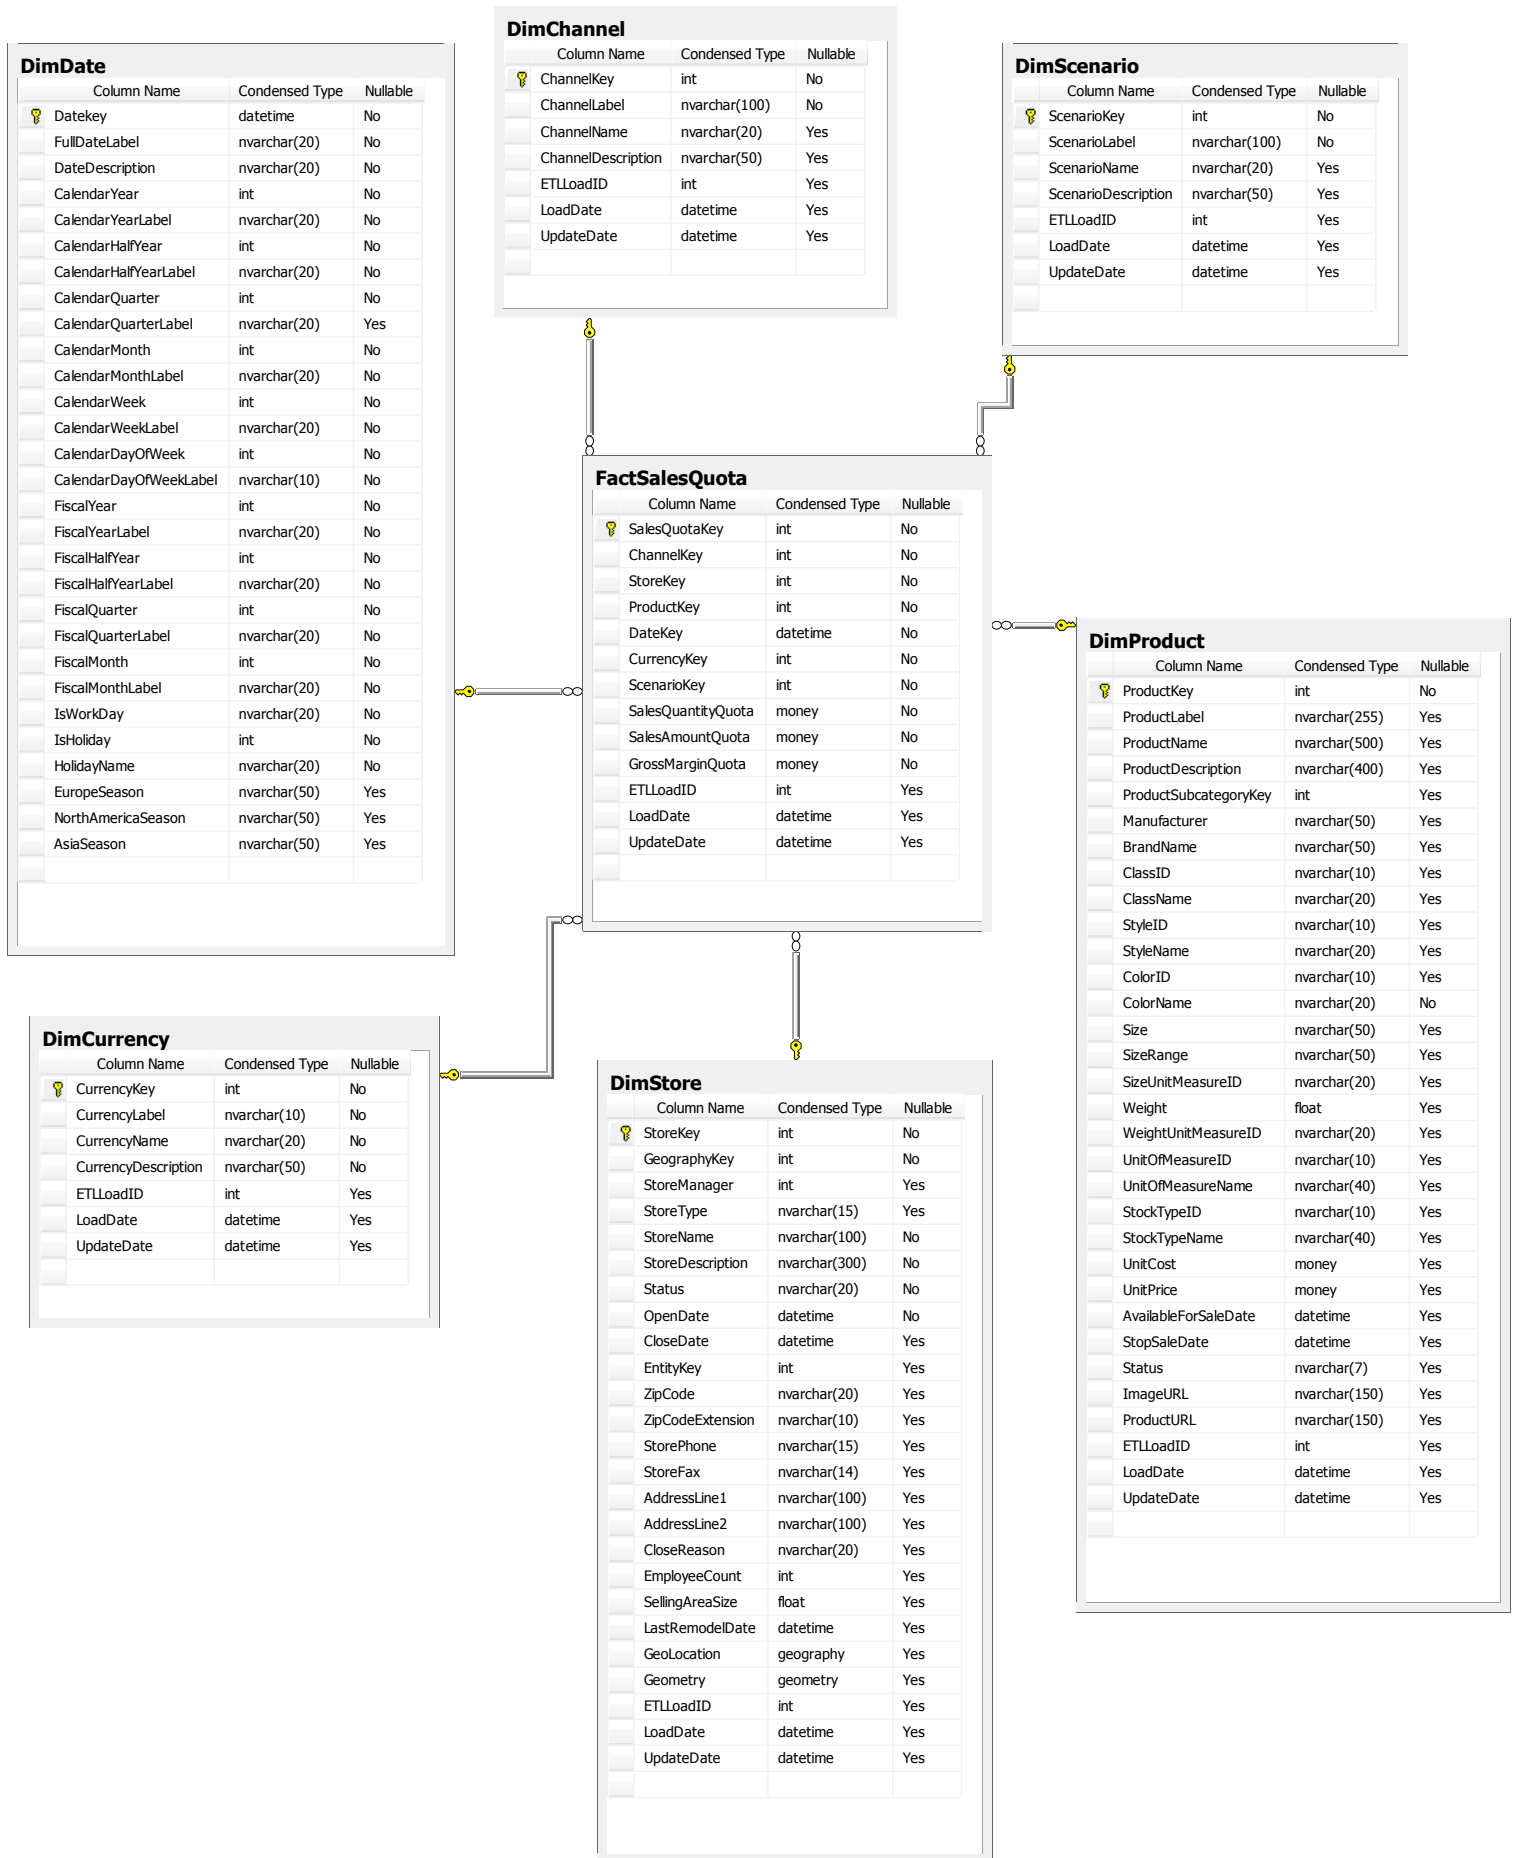 DimDate
Column Name Condensed Type Nullable
Datekey datetime No
FullDateLabel nvarchar(20) No
DateDescription nvarchar(20) No
CalendarYear int No
CalendarYearLabel nvarchar(20) No
CalendarHalfYear int No
CalendarHalfYearLabel nvarchar(20) No
CalendarQuarter int No
CalendarQuarterLabel nvarchar(20) Yes
CalendarMonth int No
CalendarMonthLabel nvarchar(20) No
CalendarWeek int No
CalendarWeekLabel nvarchar(20) No
CalendarDayOfWeek int No
CalendarDayOfWeekLabel nvarchar(10) No
FiscalYear int No
FiscalYearLabel nvarchar(20) No
FiscalHalfYear int No
FiscalHalfYearLabel nvarchar(20) No
FiscalQuarter int No
FiscalQuarterLabel nvarchar(20) No
FiscalMonth int No
FiscalMonthLabel nvarchar(20) No
IsWorkDay nvarchar(20) No
IsHoliday int No
HolidayName nvarchar(20) No
EuropeSeason nvarchar(50) Yes
NorthAmericaSeason nvarchar(50) Yes
AsiaSeason nvarchar(50) Yes
DimChannel
Column Name Condensed Type Nullable
ChannelKey int No
ChannelLabel nvarchar(100) No
ChannelName nvarchar(20) Yes
ChannelDescription nvarchar(50) Yes
ETLLoadID int Yes
LoadDate datetime Yes
UpdateDate datetime Yes
DimScenario
Column Name Condensed Type Nullable
ScenarioKey int No
ScenarioLabel nvarchar(100) No
ScenarioName nvarchar(20) Yes
ScenarioDescription nvarchar(50) Yes
ETLLoadID int Yes
LoadDate datetime Yes
UpdateDate datetime Yes
FactSalesQuota
Column Name Condensed Type Nullable
SalesQuotaKey int No
ChannelKey int No
StoreKey int No
ProductKey int No
DateKey datetime No
CurrencyKey int No
ScenarioKey int No
SalesQuantityQuota money No
SalesAmountQuota money No
GrossMarginQuota money No
ETLLoadID int Yes
LoadDate datetime Yes
UpdateDate datetime Yes
DimProduct
Column Name Condensed Type Nullable
ProductKey int No
ProductLabel nvarchar(255) Yes
ProductName nvarchar(500) Yes
ProductDescription nvarchar(400) Yes
ProductSubcategoryKey int Yes
Manufacturer nvarchar(50) Yes
BrandName nvarchar(50) Yes
ClassID nvarchar(10) Yes
ClassName nvarchar(20) Yes
StyleID nvarchar(10) Yes
StyleName nvarchar(20) Yes
ColorID nvarchar(10) Yes
ColorName nvarchar(20) No
Size nvarchar(50) Yes
SizeRange nvarchar(50) Yes
SizeUnitMeasureID nvarchar(20) Yes
Weight float Yes
WeightUnitMeasureID nvarchar(20) Yes
UnitOfMeasureID nvarchar(10) Yes
UnitOfMeasureName nvarchar(40) Yes
StockTypeID nvarchar(10) Yes
StockTypeName nvarchar(40) Yes
UnitCost money Yes
UnitPrice money Yes
AvailableForSaleDate datetime Yes
StopSaleDate datetime Yes
Status nvarchar(7) Yes
ImageURL nvarchar(150) Yes
ProductURL nvarchar(150) Yes
ETLLoadID int Yes
LoadDate datetime Yes
UpdateDate datetime Yes
DimCurrency
Column Name Condensed Type Nullable
CurrencyKey int No
CurrencyLabel nvarchar(10) No
CurrencyName nvarchar(20) No
CurrencyDescription nvarchar(50) No
ETLLoadID int Yes
LoadDate datetime Yes
UpdateDate datetime Yes
DimStore
Column Name Condensed Type Nullable
StoreKey int No
GeographyKey int No
StoreManager int Yes
StoreType nvarchar(15) Yes
StoreName nvarchar(100) No
StoreDescription nvarchar(300) No
Status nvarchar(20) No
OpenDate datetime No
CloseDate datetime Yes
EntityKey int Yes
ZipCode nvarchar(20) Yes
ZipCodeExtension nvarchar(10) Yes
StorePhone nvarchar(15) Yes
StoreFax nvarchar(14) Yes
AddressLine1 nvarchar(100) Yes
AddressLine2 nvarchar(100) Yes
CloseReason nvarchar(20) Yes
EmployeeCount int Yes
SellingAreaSize float Yes
LastRemodelDate datetime Yes
GeoLocation geography Yes
Geometry geometry Yes
ETLLoadID int Yes
LoadDate datetime Yes
UpdateDate datetime Yes